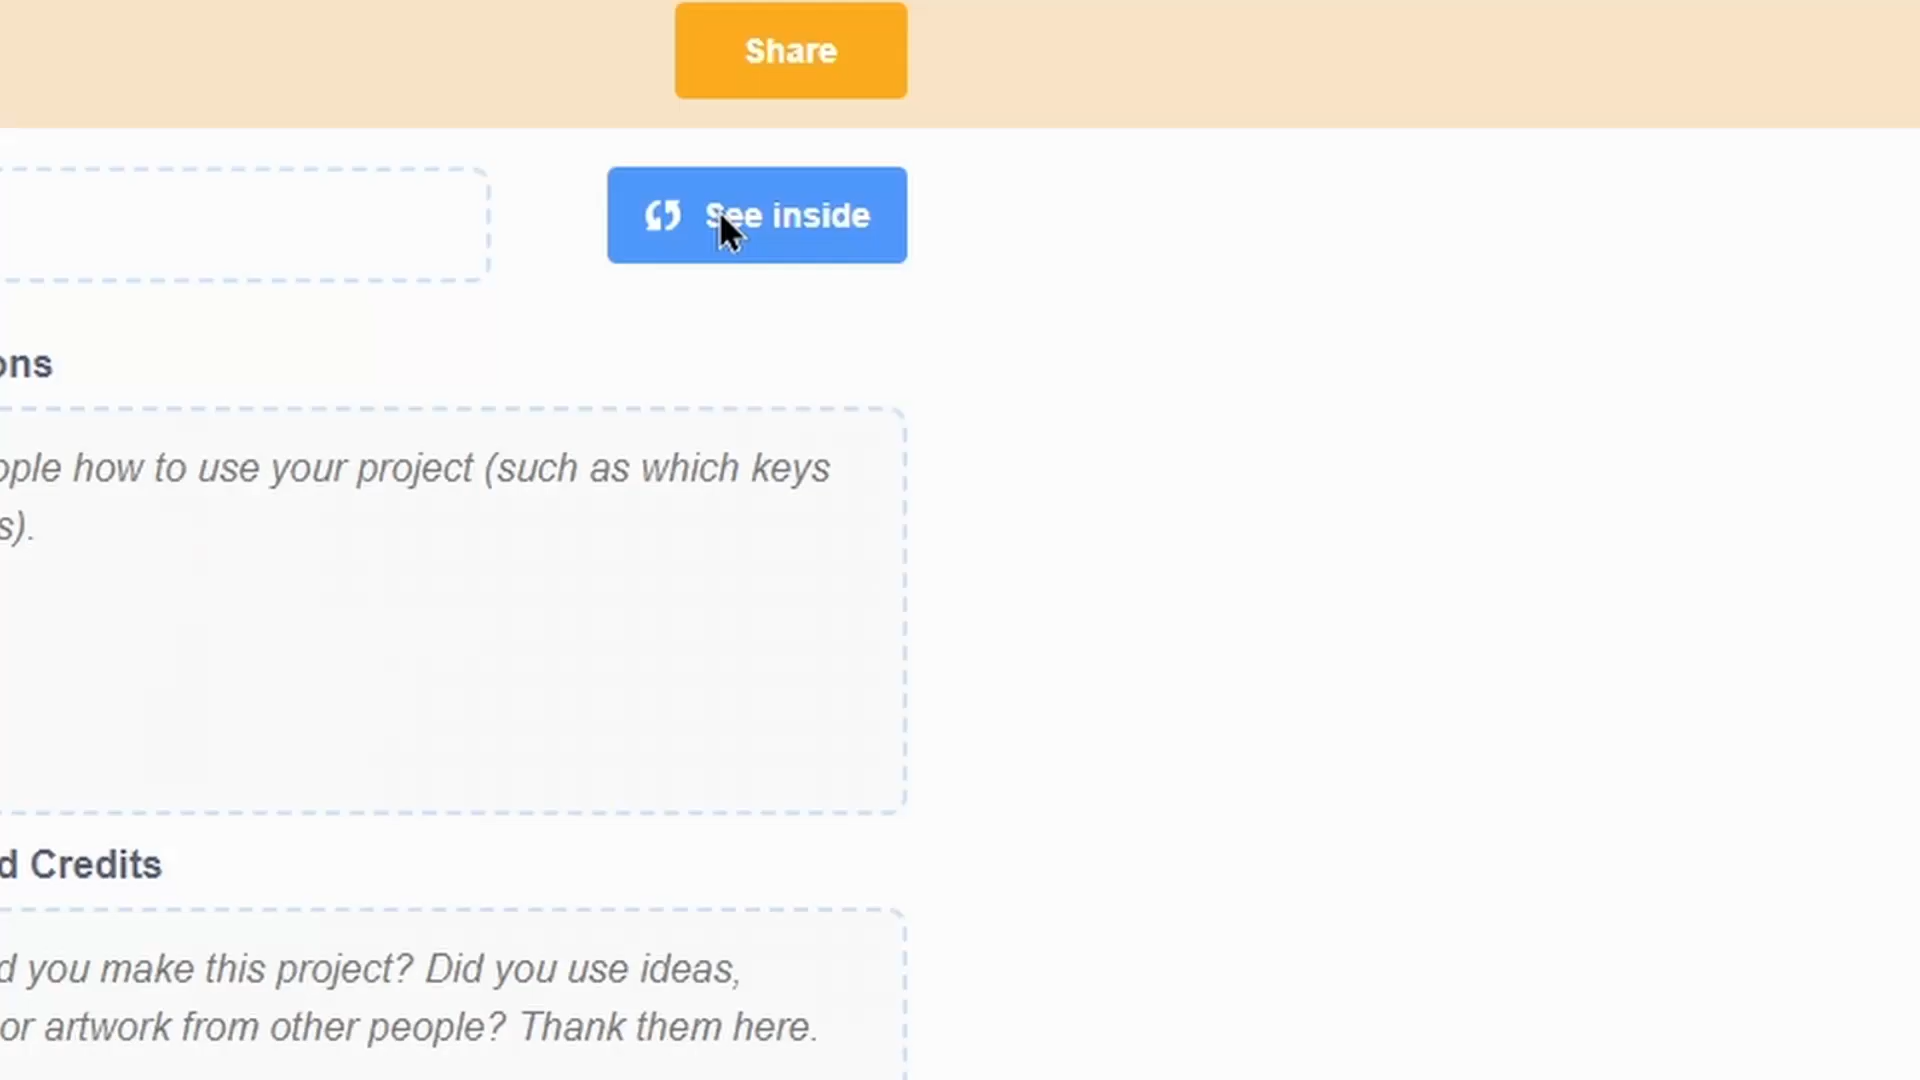 Share
See inside
ons
ople how to use your project (such as which keys
s).
d Credits
d you make this project? Did you use ideas,
or artwork from other people? Thank them here.